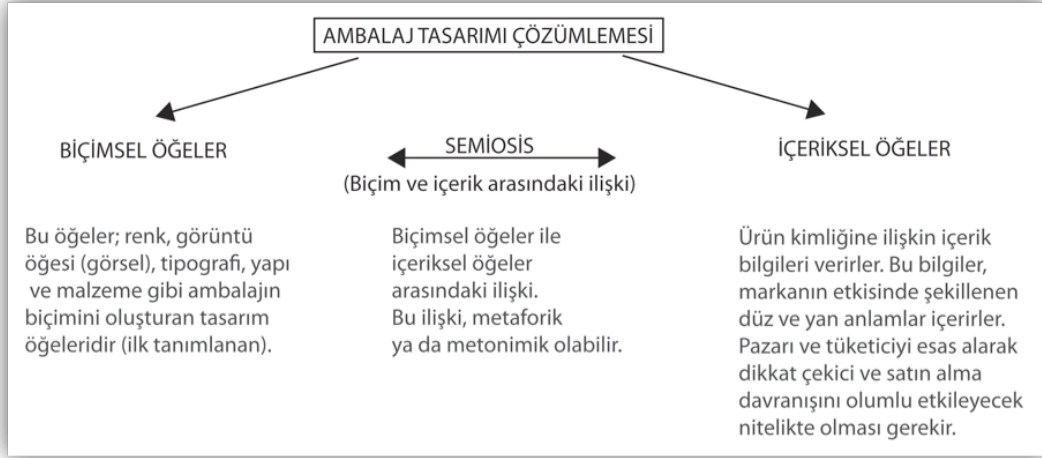 AMBALAJ TASARIMI ÇÖZÜMLEMESİ
BİÇİMSEL ÖĞELER
Bu öğeler; renk, görüntü
öğesi (görsel), tipografi, yapı
ve malzeme gibi ambalajın
biçimini oluşturan tasarım
öğeleridir (ilk tanımlanan).
SEMİOSİS
(Biçim ve içerik arasındaki ilişki)
Biçimsel öğeler ile
içeriksel öğeler
arasındaki ilişki.
Bu ilişki, metaforik
ya da metonimik olabilir.
İÇERİKSEL ÖĞELER
Ürün kimliğine ilişkin içerik
bilgileri verirler. Bu bilgiler,
markanın etkisinde şekillenen
düz ve yan anlamlar içerirler.
Pazarı ve tüketiciyi esas alarak
dikkat çekici ve satın alma
davranışını olumlu etkileyecek
nitelikte olması gerekir.